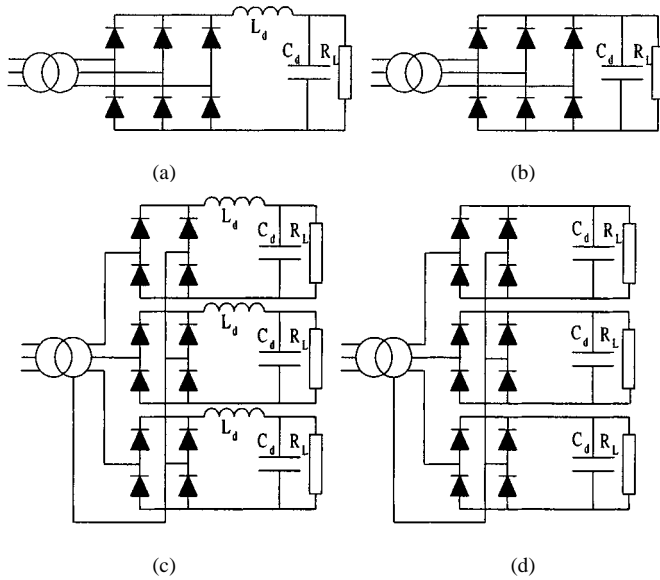 L_d
C_d R_L
C_d R_L
(a)
(b)
L_d
C_d R_L
C_d R_L
L_d
C_d R_L
C_d R_L
L_d
C_d R_L
C_d R_L
(c)
(d)